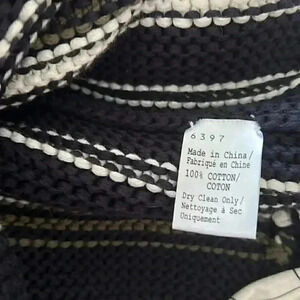 6397
Made in China/
Fabriqué en Chine
100% COTTON/
COTON
Dry Clean Only/
Nettoyage à Sec
Uniquement